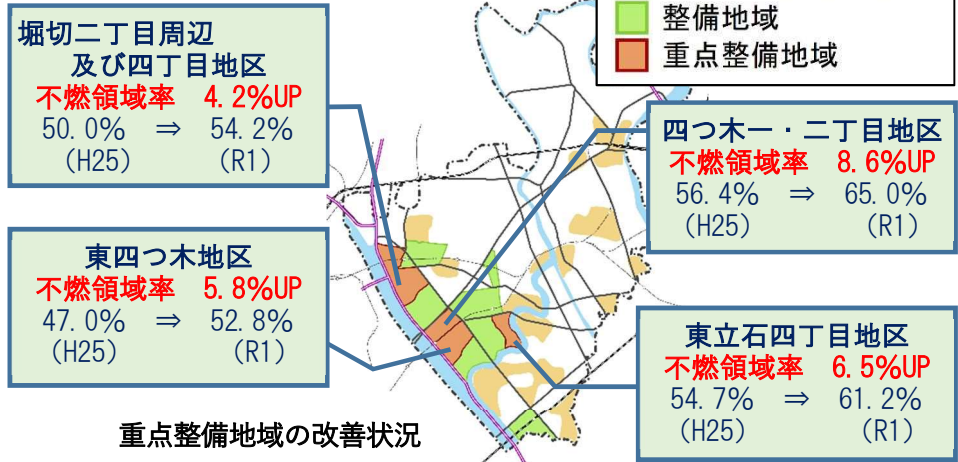 堀切二丁目周辺
及び四丁目地区
不燃領域率 4.2%UP
50.0% ⇒ 54.2%
(H25) (R1)
整備地域
重点整備地域
四つ木一・二丁目地区
不燃領域率 8.6%UP
56.4% ⇒ 65.0%
(H25) (R1)
東四つ木地区
不燃領域率 5.8%UP
47.0% ⇒ 52.8%
(H25) (R1)
東立石四丁目地区
不燃領域率 6.5%UP
54.7% ⇒ 61.2%
(H25) (R1)
重点整備地域の改善状況